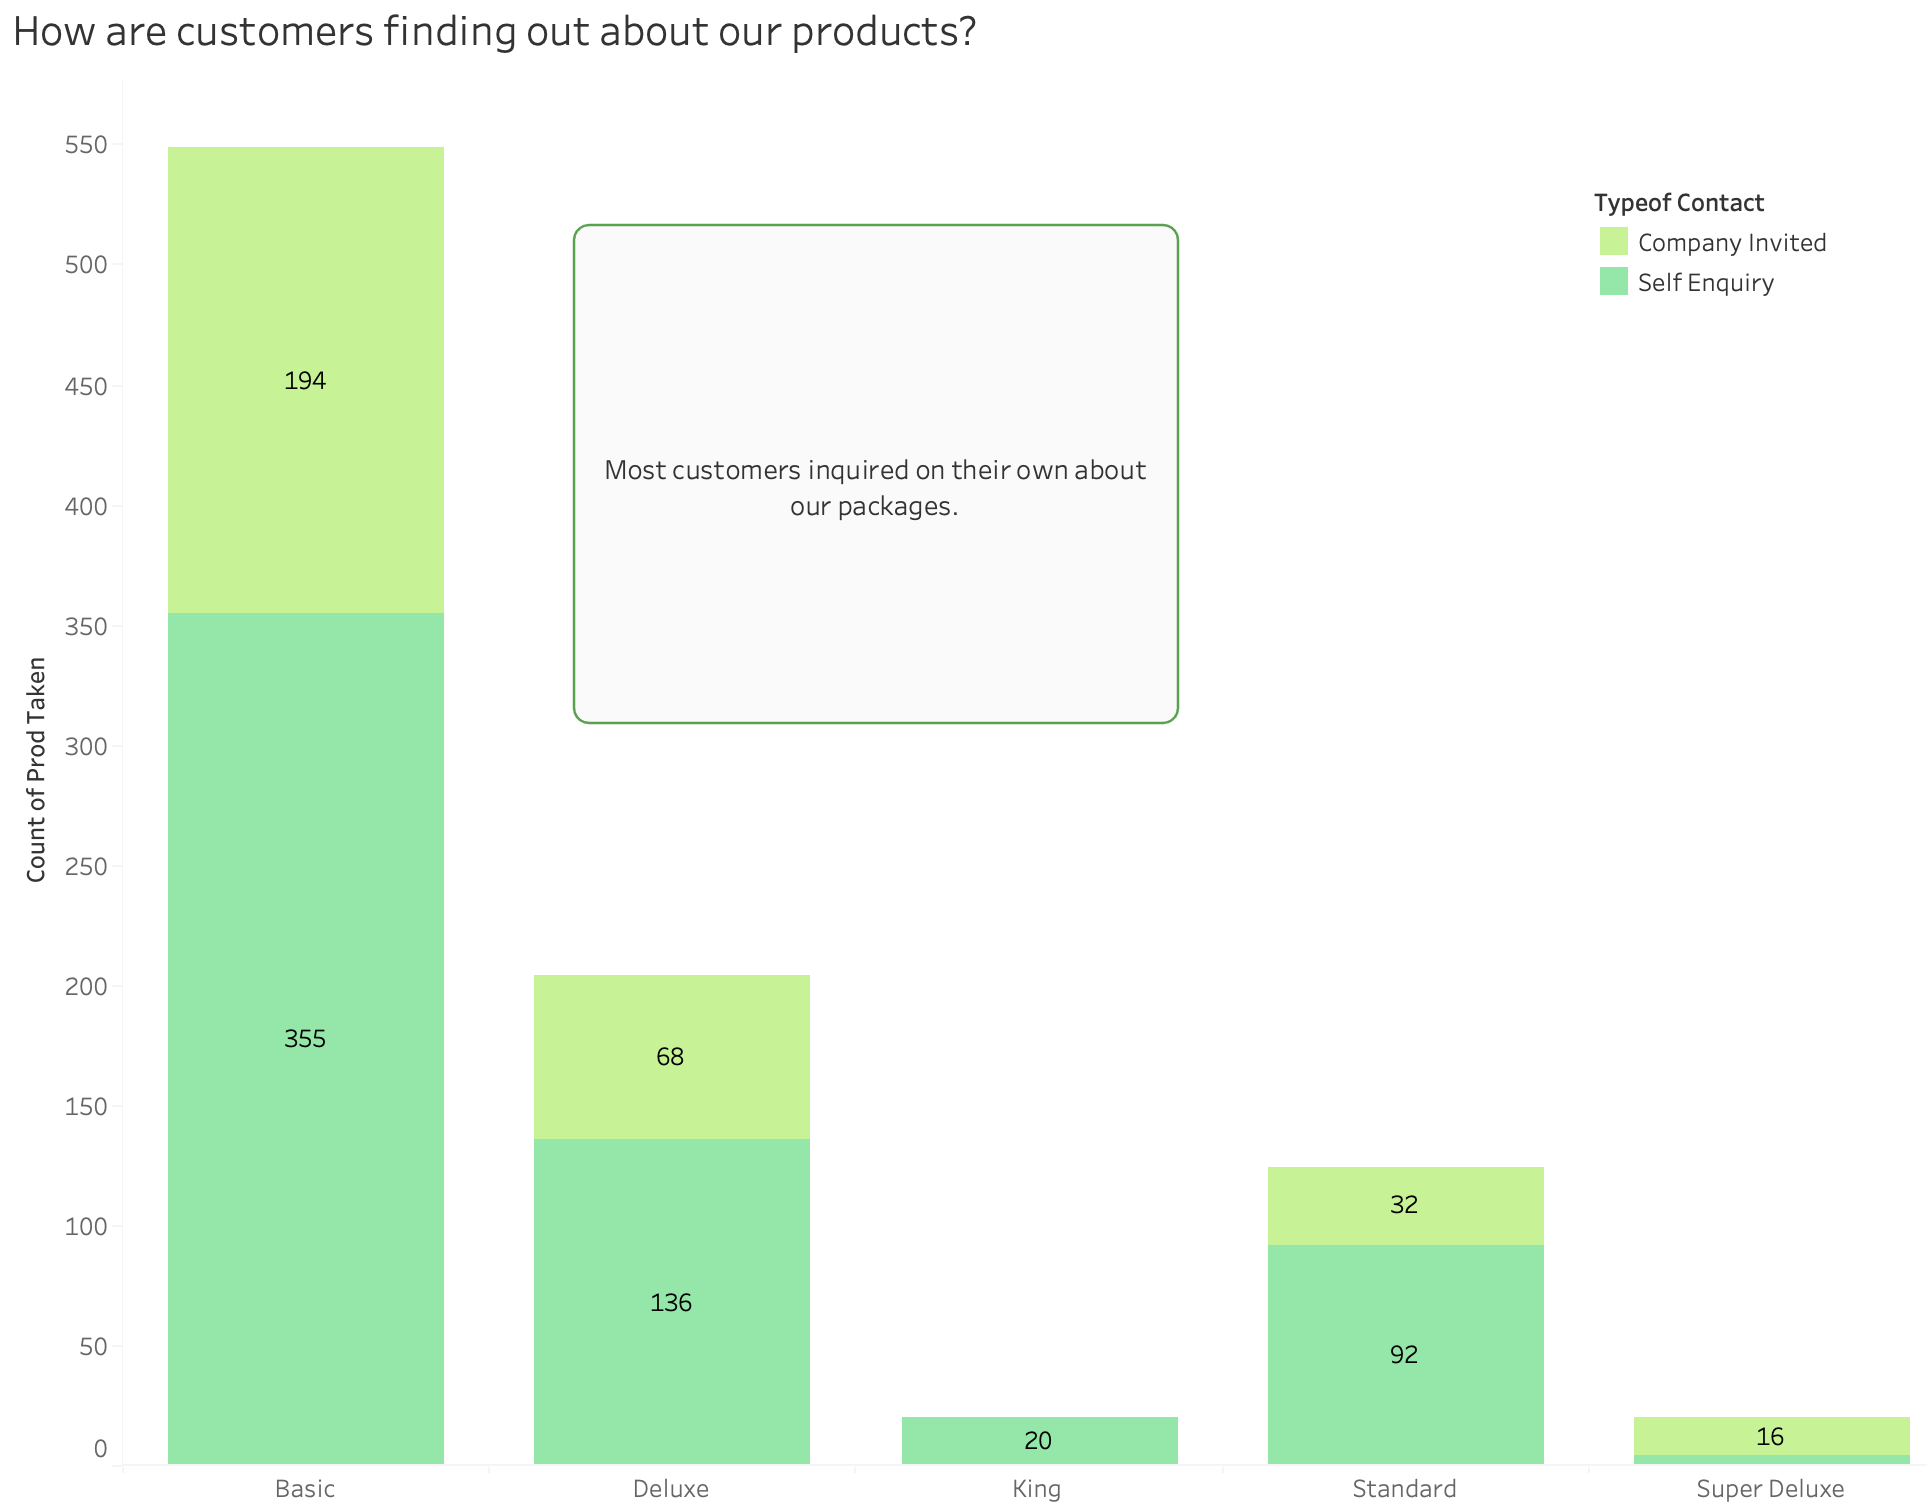 How are customers finding out about our products?
550
500
450
400
350
300
250
200
150
100
50
0
Count of Prod Taken
194
355
68
136
20
32
92
16
Most customers inquired on their own about
our packages.
Typeof Contact
Company Invited
Self Enquiry
Basic
Deluxe
King
Standard
Super Deluxe